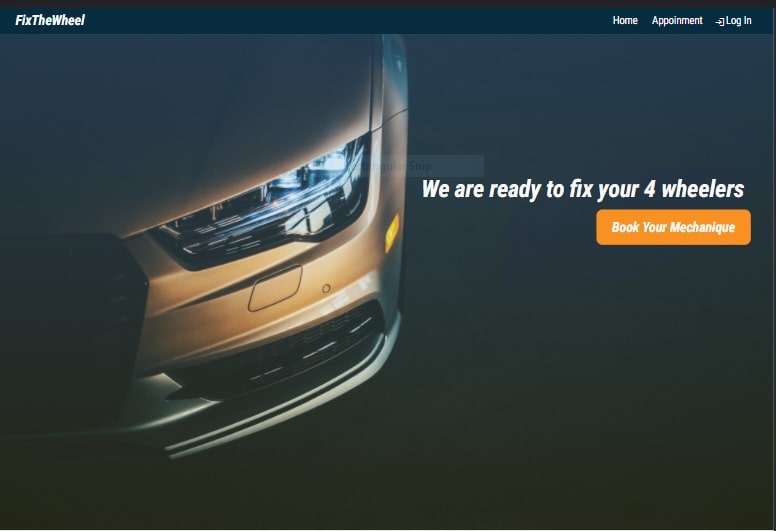 FixTheWheel
Home Appoinment Log In
Rectangular Snip
We are ready to fix your 4 wheelers
Book Your Mechanique